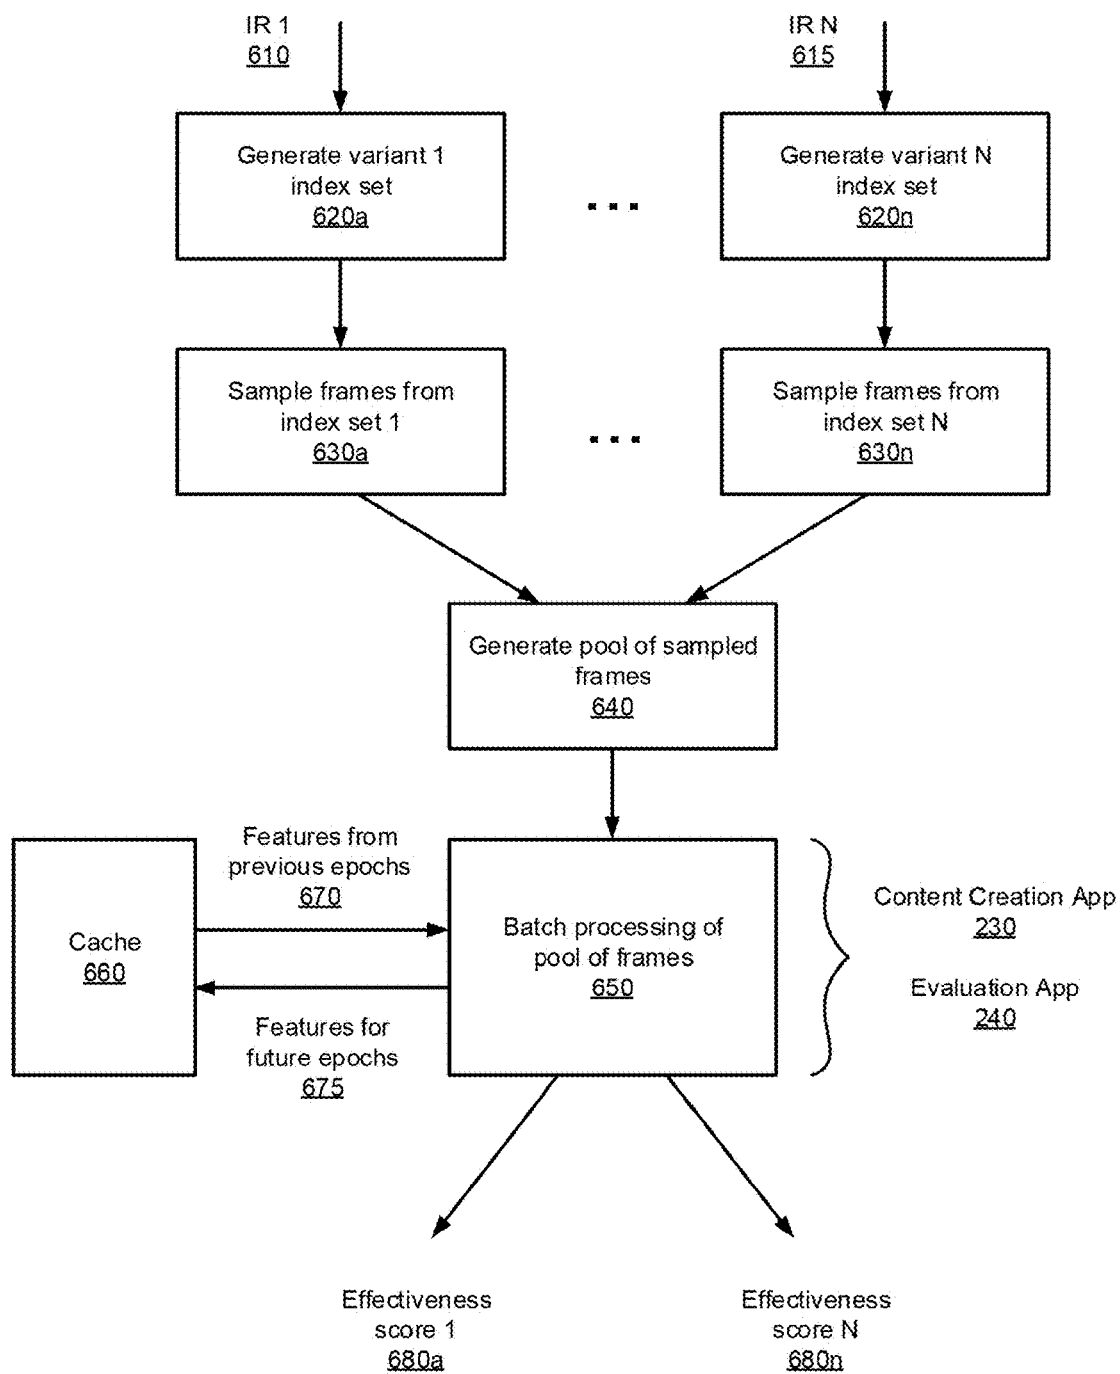 IR 1
610
IR N
615
Generate variant 1
index set
620a
Generate variant N
index set
620n
Sample frames from
index set 1
630a
Sample frames from
index set N
630n
Generate pool of sampled
frames
640
Features from
previous epochs
670
Cache
660
Features for
future epochs
675
Batch processing of
pool of frames
650
Content Creation App
230
Evaluation App
240
Effectiveness
score 1
680a
Effectiveness
score N
680n